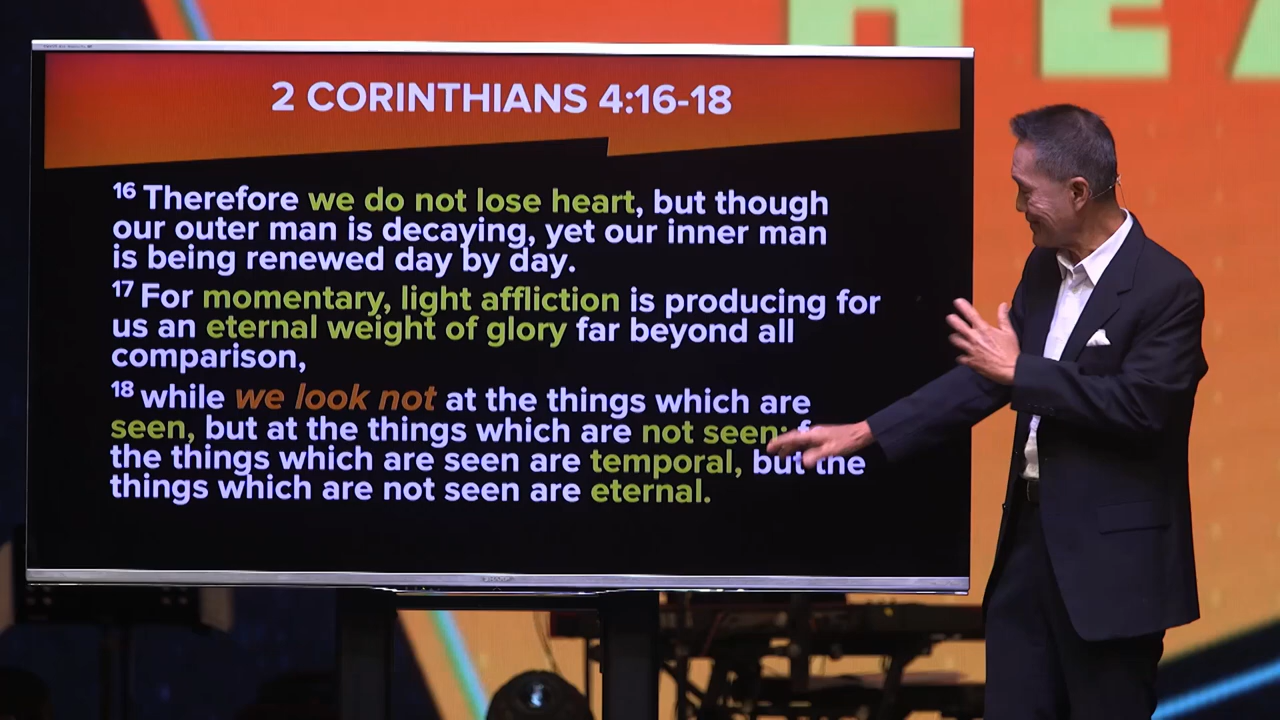 HEA
2 CORINTHIANS 4:16-18
16 Therefore we do not lose heart, but though
our outer man is decaying, yet our inner man
is being renewed day by day.
17 For momentary, light affliction is producing for
us an eternal weight of glory far beyond all
comparison,
18 while we look not at the things which are
seen, but at the things which are not seen;
the things which are seen are temporal, but the
things which are not seen are eternal.